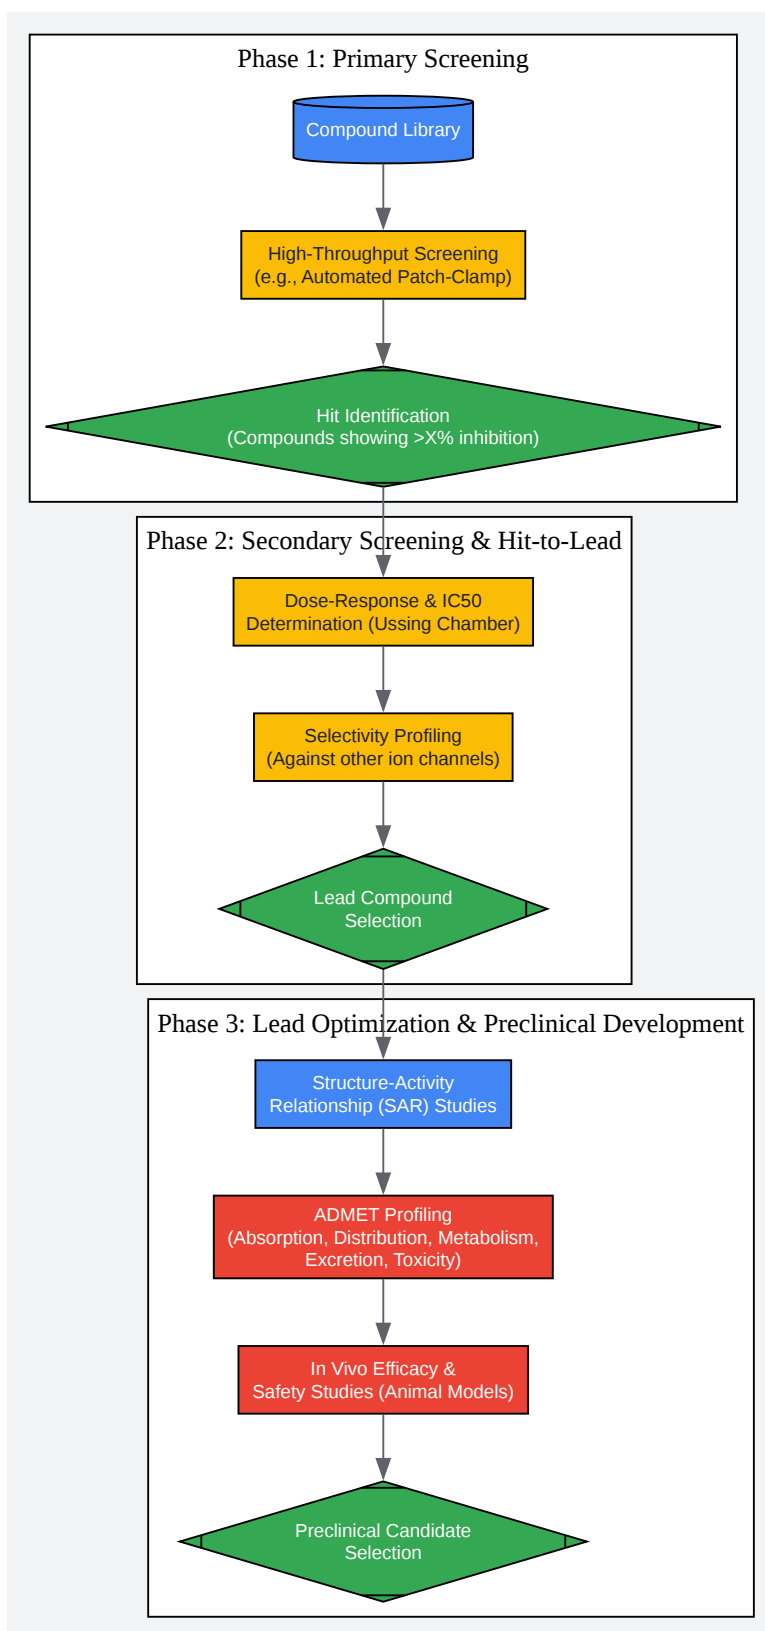 Phase 1: Primary Screening
Compound Library
High-Throughput Screening
(e.g., Automated Patch-Clamp)
Hit Identification
(Compounds showing >X% inhibition)
Phase 2: Secondary Screening & Hit-to-Lead
Dose-Response & IC50
Determination (Ussing Chamber)
Selectivity Profiling
(Against other ion channels)
Lead Compound
Selection
Phase 3: Lead Optimization & Preclinical Development
Structure-Activity
Relationship (SAR) Studies
ADMET Profiling
(Absorption, Distribution, Metabolism,
Excretion, Toxicity)
In Vivo Efficacy &
Safety Studies (Animal Models)
Preclinical Candidate
Selection